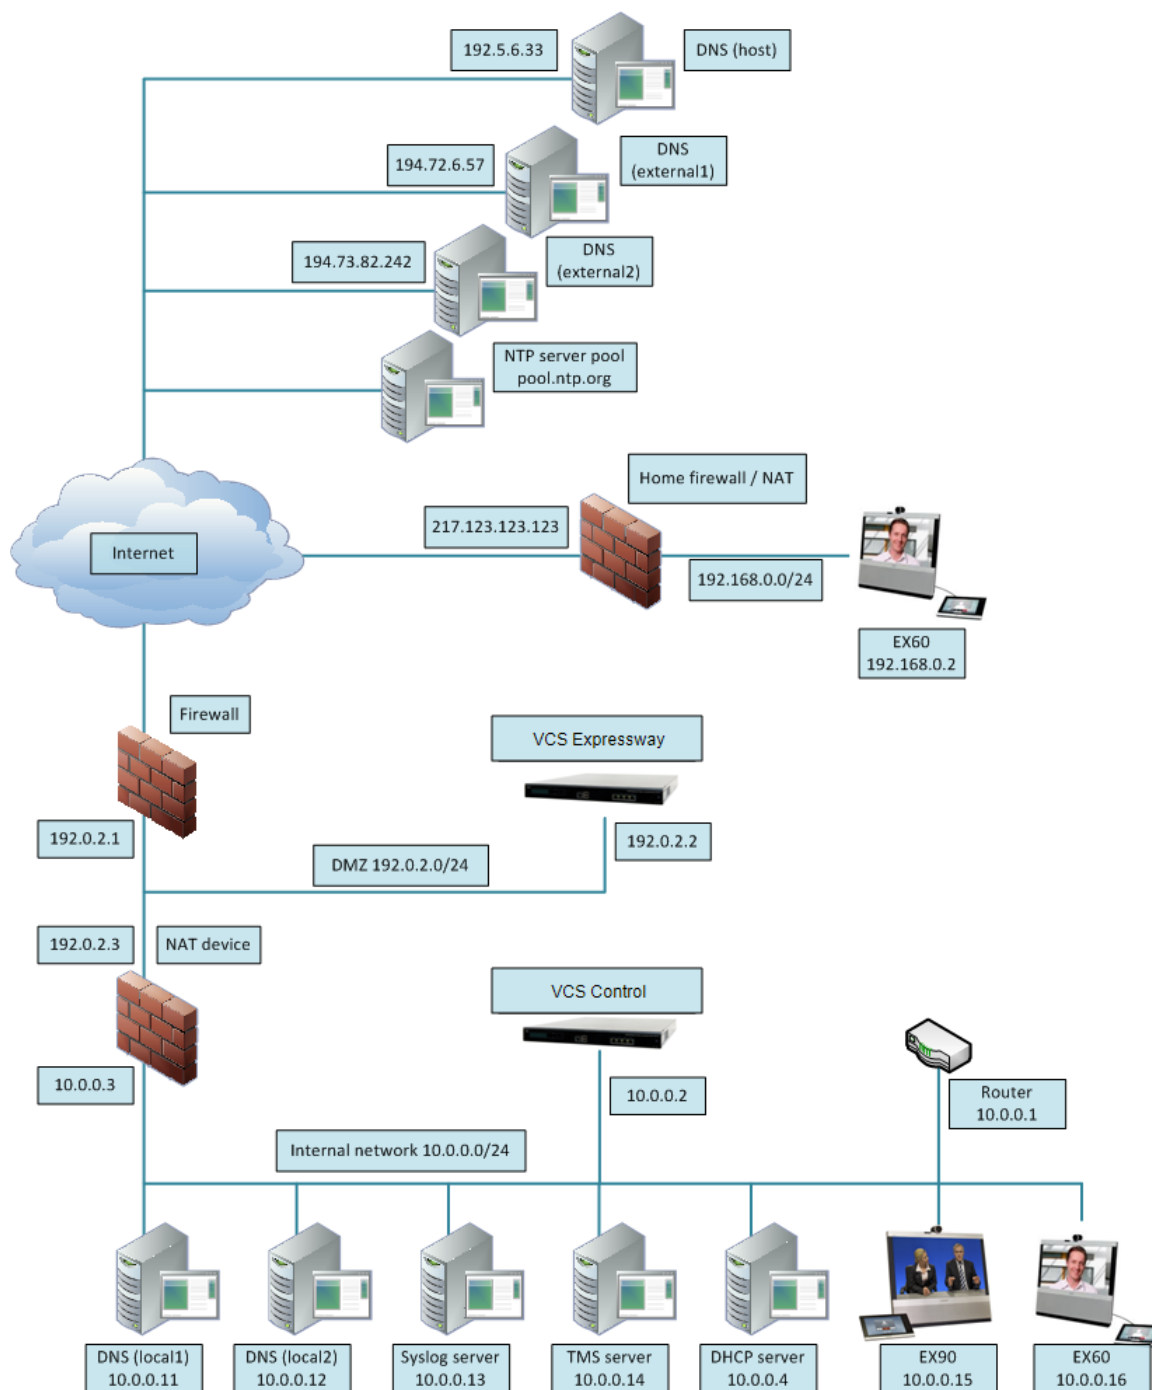 192.5.6.33
DNS (host)
194.72.6.57
DNS
(external1)
194.73.82.242
DNS
(external2)
NTP server pool
pool.ntp.org
Home firewall / NAT
217.123.123.123
Internet
192.168.0.0/24
EX60
192.168.0.2
Firewall
VCS Expressway
192.0.2.1
192.0.2.2
DMZ 192.0.2.0/24
192.0.2.3
NAT device
VCS Control
10.0.0.3
10.0.0.2
Router
10.0.0.1
Internal network 10.0.0.0/24
DNS (local1)
10.0.0.11
DNS (local2)
10.0.0.12
Syslog server
10.0.0.13
TMS server
10.0.0.14
DHCP server
10.0.0.4
EX90
10.0.0.15
EX60
10.0.0.16